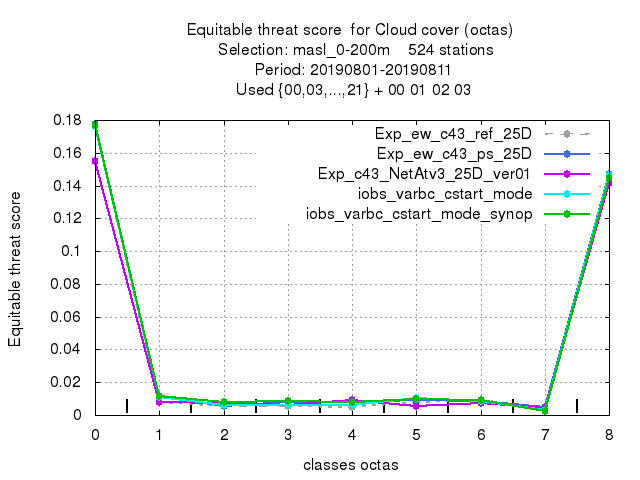 Equitable threat score for Cloud cover (octas)
Selection: masl_0-200m 524 stations
Period: 20190801-20190811
Used {00,03,...,21} + 00 01 02 03
Exp_ew_c43_ref_25D
Exp_ew_c43_ps_25D
Exp_c43_NetAtv3_25D_ver01
iobs_varbc_cstart_mode
iobs_varbc_cstart_mode_synop
Equitable threat score
0.18
0.16
0.14
0.12
0.1
0.08
0.06
0.04
0.02
0
0 1 2 3 4 5 6 7 8
classes octas